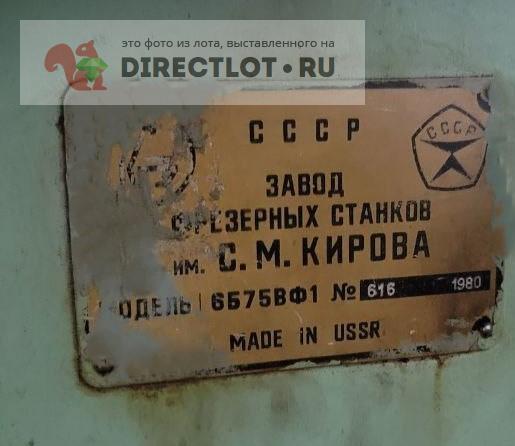 это фото из лота, выставленного на
DIRECTLOT.RU
СССР
СССР
ЗАВОД
ФРЕЗЕРНЫХ СТАНКОВ
им. С. М. КИРОВА
МОДЕЛЬ 6Б75ВФ1 № 616 1980
MADE IN USSR